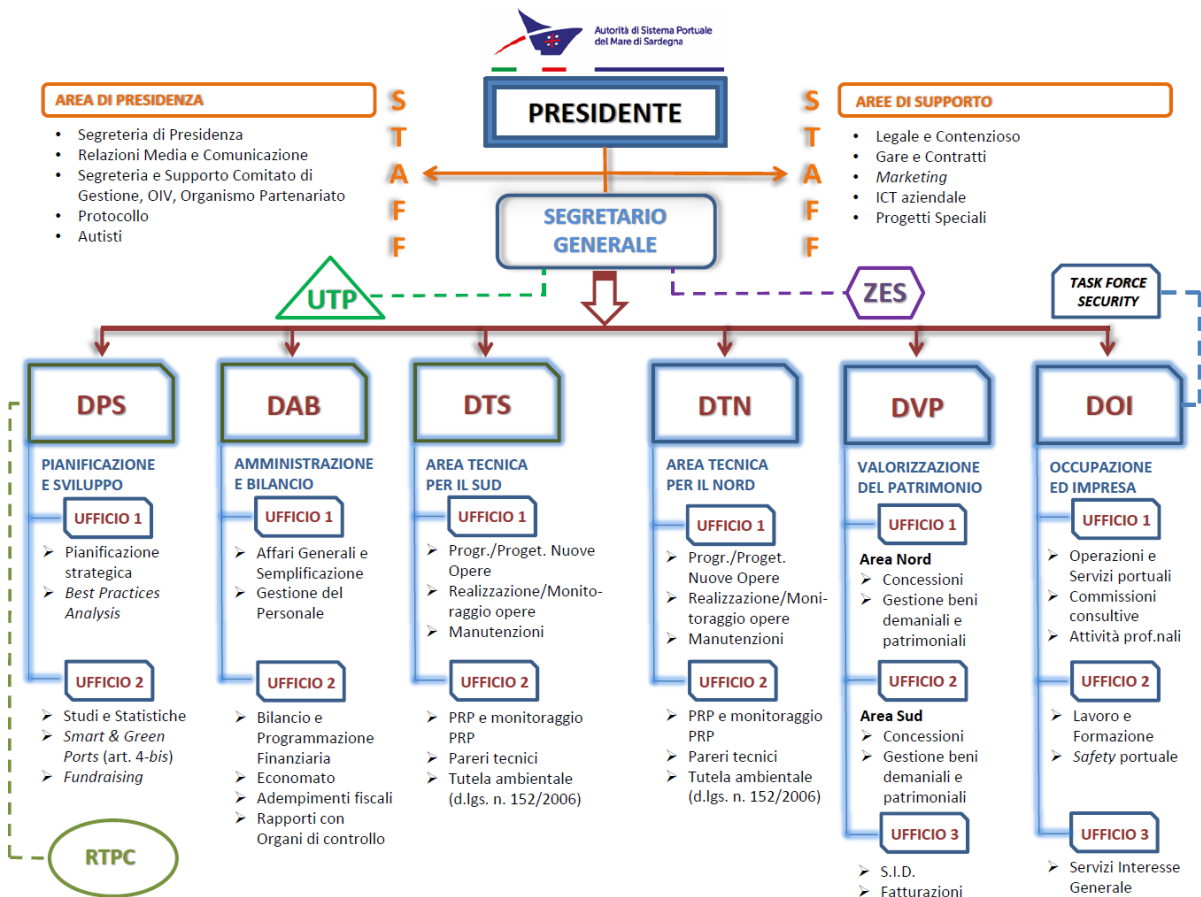 Autorità di Sistema Portuale
del Mare di Sardegna
PRESIDENTE
AREA DI PRESIDENZA
• Segreteria di Presidenza
• Relazioni Media e Comunicazione
• Segreteria e Supporto Comitato di
Gestione, OIV, Organismo Partenariato
• Protocollo
• Autisti
STAFF
STAFF
AREE DI SUPPORTO
• Legale e Contenzioso
• Gare e Contratti
• Marketing
• ICT aziendale
• Progetti Speciali
SEGRETARIO
GENERALE
UTP
ZES
TASK FORCE
SECURITY
DPS
PIANIFICAZIONE
E SVILUPPO
UFFICIO 1
➢ Pianificazione
strategica
➢ Best Practices
Analysis
UFFICIO 2
➢ Studi e Statistiche
➢ Smart & Green
Ports (art. 4-bis)
➢ Fundraising
RTPC
DAB
AMMINISTRAZIONE
E BILANCIO
UFFICIO 1
➢ Affari Generali e
Semplificazione
➢ Gestione del
Personale
UFFICIO 2
➢ Bilancio e
Programmazione
Finanziaria
➢ Economato
➢ Adempimenti fiscali
➢ Rapporti con
Organi di controllo
DTS
AREA TECNICA
PER IL SUD
UFFICIO 1
➢ Progr./Proget. Nuove
Opere
➢ Realizzazione/Monito-
raggio opere
➢ Manutenzioni
UFFICIO 2
➢ PRP e monitoraggio
PRP
➢ Pareri tecnici
➢ Tutela ambientale
(d.lgs. n. 152/2006)
DTN
AREA TECNICA
PER IL NORD
UFFICIO 1
➢ Progr./Proget.
Nuove Opere
➢ Realizzazione/Moni-
toraggio opere
➢ Manutenzioni
UFFICIO 2
➢ PRP e monitoraggio
PRP
➢ Pareri tecnici
➢ Tutela ambientale
(d.lgs. n. 152/2006)
DVP
VALORIZZAZIONE
DEL PATRIMONIO
UFFICIO 1
Area Nord
➢ Concessioni
➢ Gestione beni
demaniali e
patrimoniali
UFFICIO 2
Area Sud
➢ Concessioni
➢ Gestione beni
demaniali e
patrimoniali
UFFICIO 3
➢ S.I.D.
➢ Fatturazioni
DOI
OCCUPAZIONE
ED IMPRESA
UFFICIO 1
➢ Operazioni e
Servizi portuali
➢ Commissioni
consultive
➢ Attività prof.nali
UFFICIO 2
➢ Lavoro e
Formazione
➢ Safety portuale
UFFICIO 3
➢ Servizi Interesse
Generale